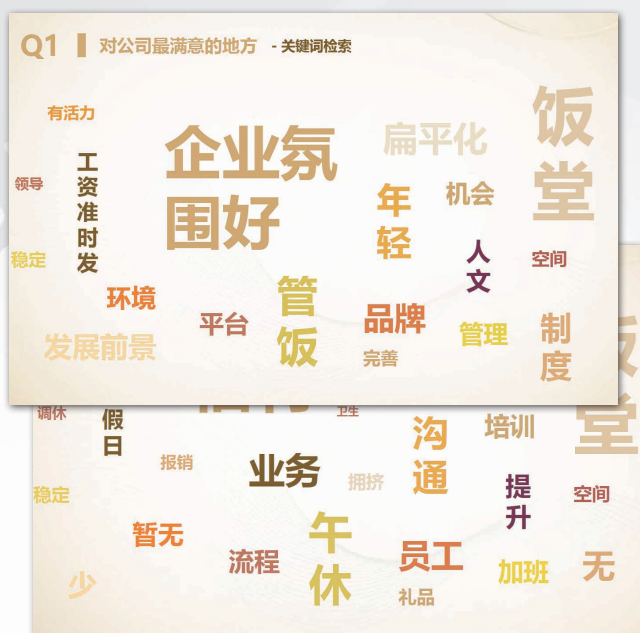 Q1 对公司最满意的地方 - 关键词检索
有活力
工资准时发
领导
稳定
企业氛围好
扁平化
饭堂
年轻
机会
人文
空间
环境
平台
管饭
品牌
完善
管理
制度
发展前景
调休
假日
卫生
沟通
培训
饭堂
报销
业务
拥挤
提升
空间
稳定
暂无
流程
午休
员工
加班
无
少
礼品